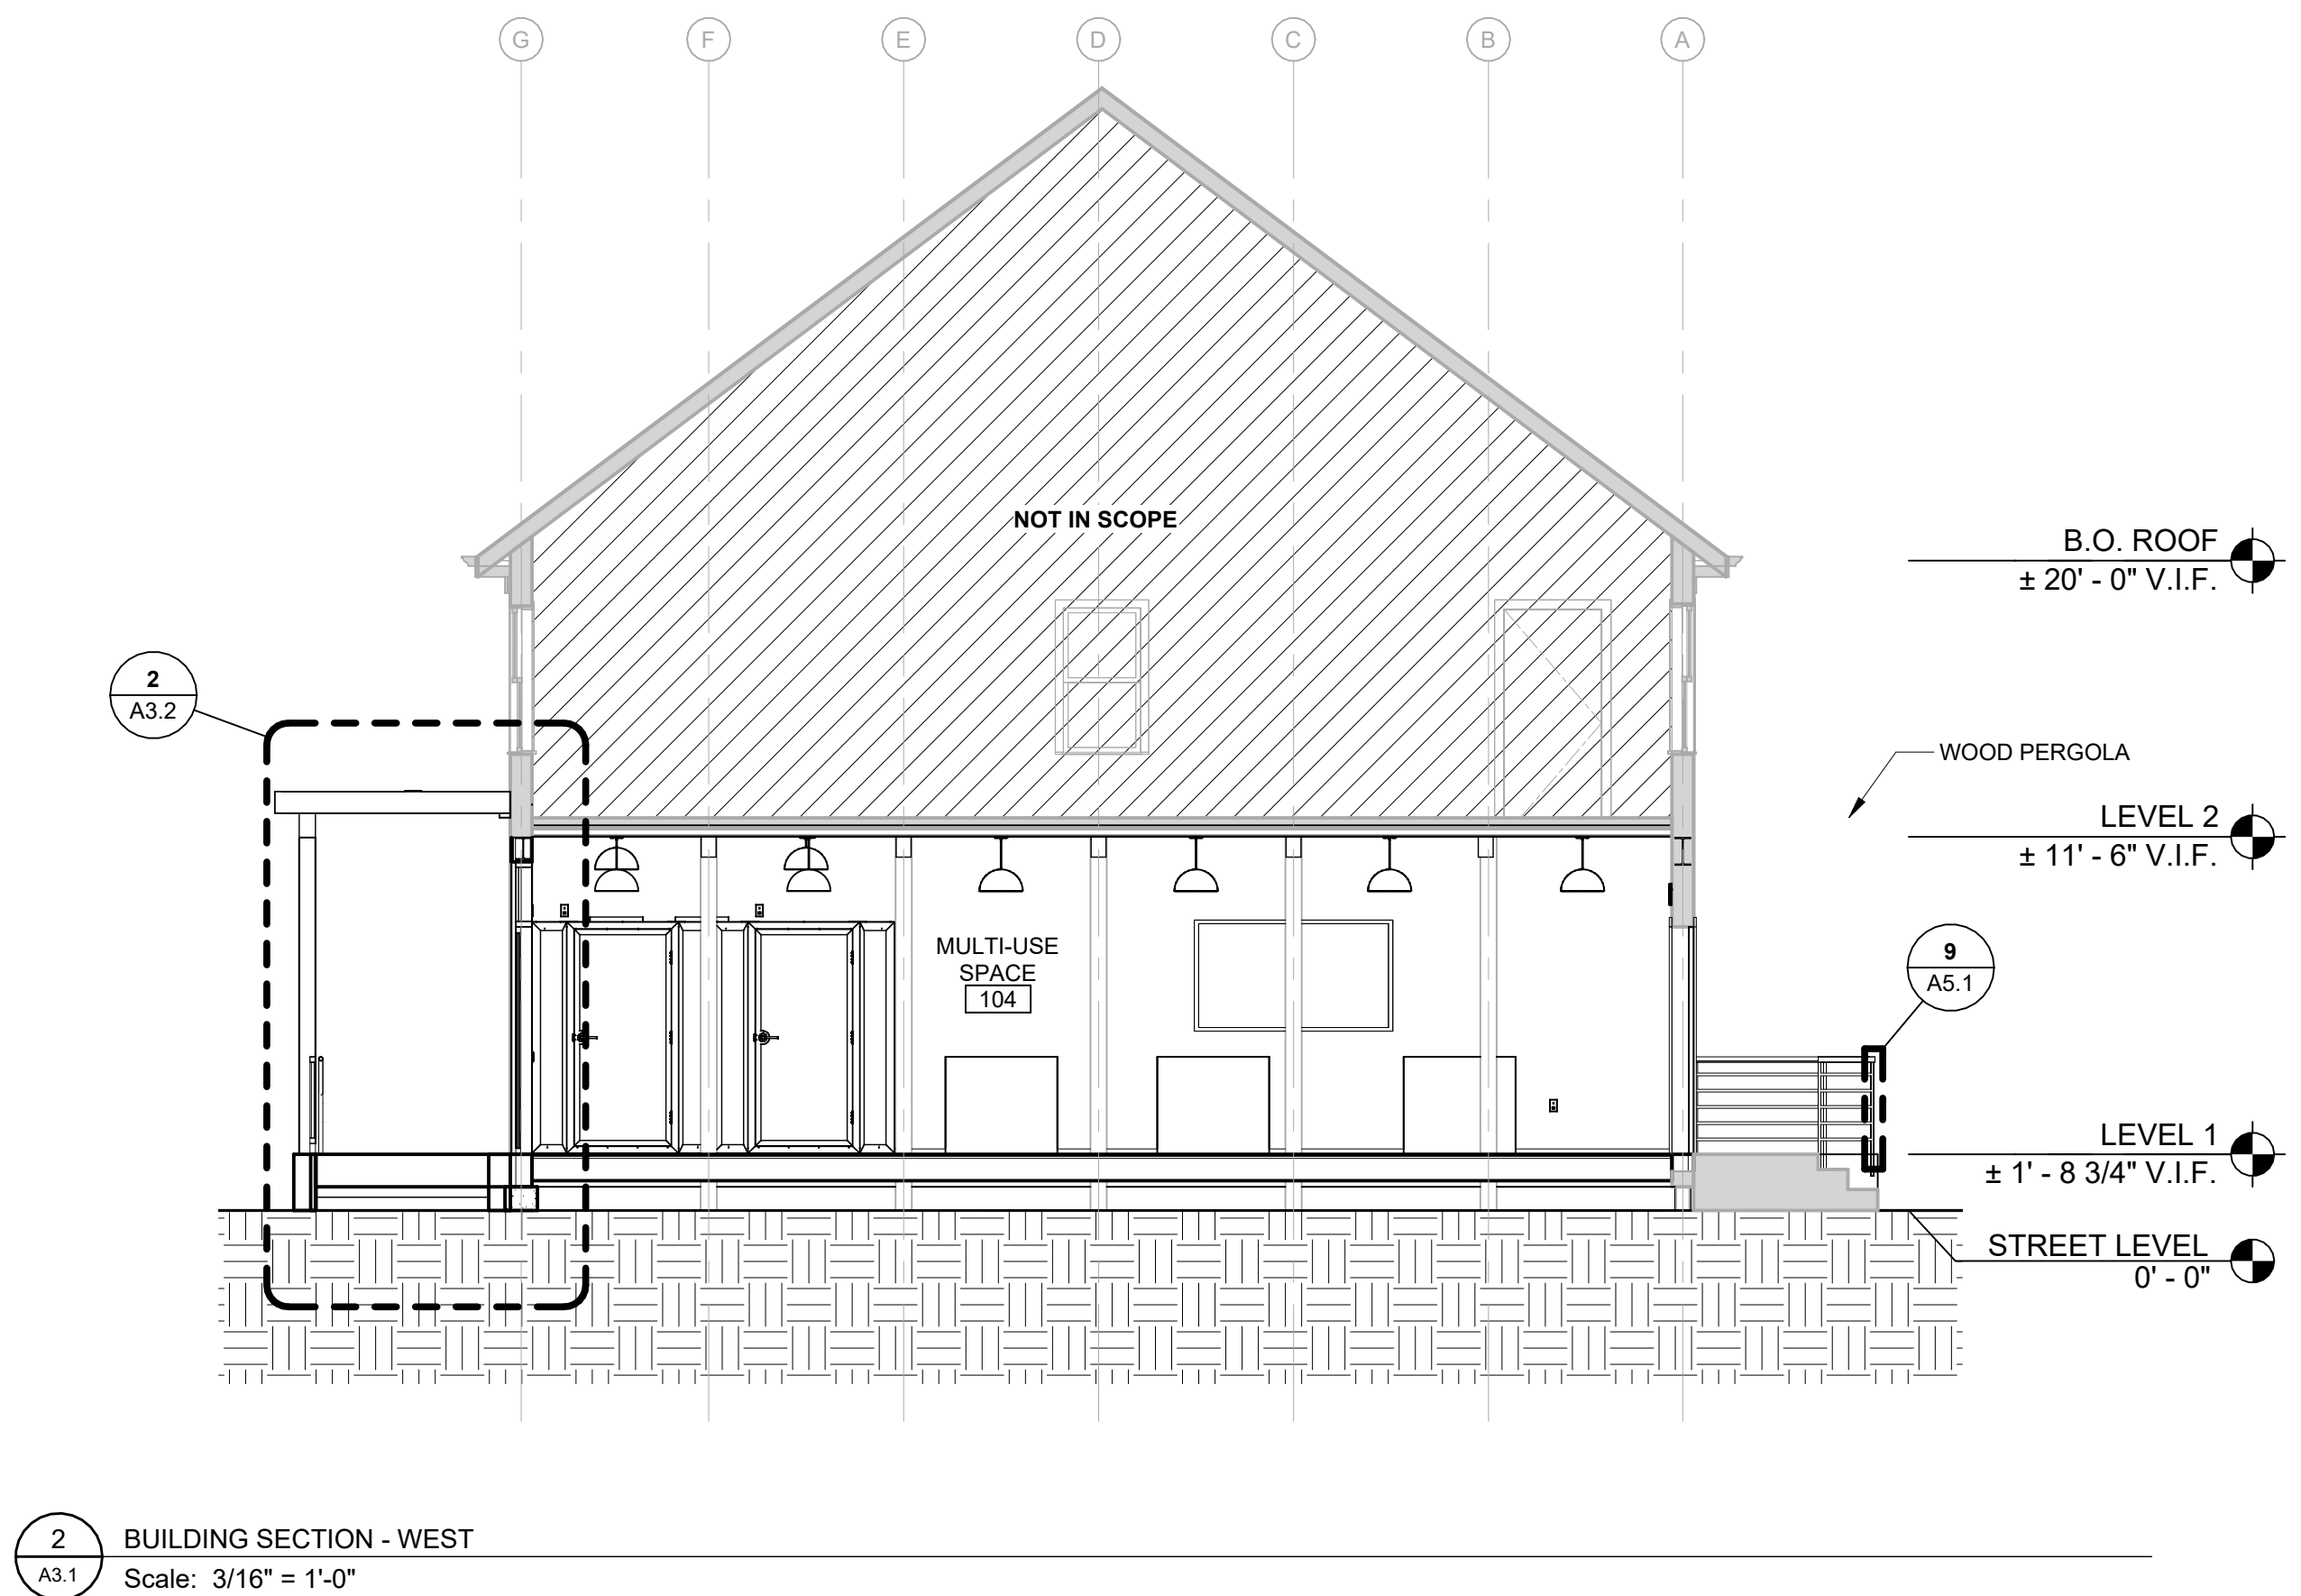 G F E D C B A
NOT IN SCOPE
B.O. ROOF
± 20' - 0" V.I.F.
2
A3.2
WOOD PERGOLA
LEVEL 2
± 11' - 6" V.I.F.
MULTI-USE
SPACE
104
9
A5.1
LEVEL 1
± 1' - 8 3/4" V.I.F.
STREET LEVEL
0' - 0"
2
A3.1
BUILDING SECTION - WEST
Scale: 3/16" = 1'-0"